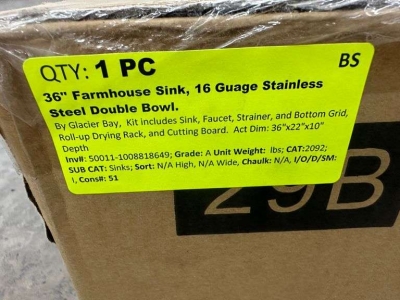 QTY: 1 PC
BS
36" Farmhouse Sink, 16 Guage Stainless
Steel Double Bowl.
By Glacier Bay,  Kit includes Sink, Faucet, Strainer, and Bottom Grid,
Roll-up Drying Rack, and Cutting Board.  Act Dim: 36"x22"x10"
Depth
Inv#: 50011-1008818649; Grade: A Unit Weight:  lbs; CAT:2092;
SUB CAT: Sinks; Sort: N/A High, N/A Wide, Chaulk: N/A, I/O/D/SM:
I, Cons#: 51
29B